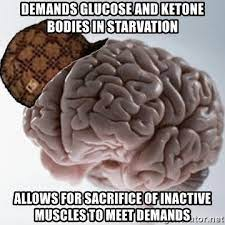 DEMANDS GLUCOSE AND KETONE
BODIES IN STARVATION
ALLOWS FOR SACRIFICE OF INACTIVE
MUSCLES TO MEET DEMANDS